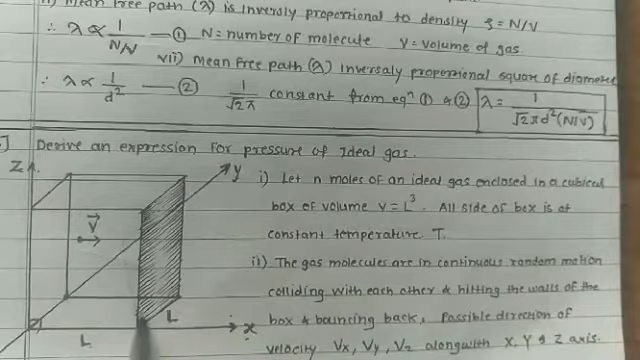 Mean Free path (λ) is inversly proportional to density ρ = N/V
∴ λ ∝ 1/(N/V) — ① N = number of molecule V = volume of gas.
vii) Mean free path (λ) inversaly proportional square of diameter
∴ λ ∝ 1/d² — ② 1/(√2π) constant from eqⁿ ① & ② λ = 1/(√2πd²(N/V))
Derive an expression for pressure of Ideal gas.
Z
y
V⃗
L
L
x
i) Let n moles of an ideal gas enclosed in a cubical
box of volume V = L³. All side of box is at
constant temperature T.
ii) The gas molecules are in continuous random motion
colliding with each other & hitting the walls of the
box & bouncing back, Possible direction of
velocity Vx, Vy, Vz alongwith X, Y & Z axis.